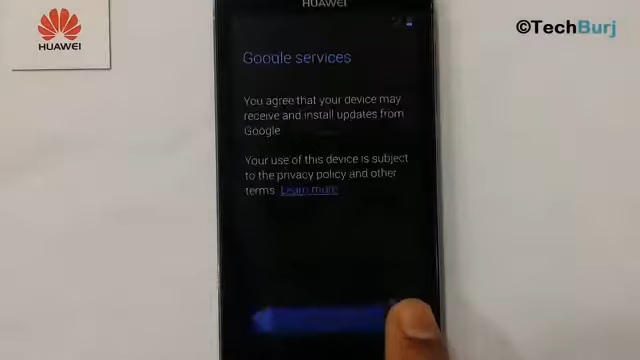 HUAWEI
HUAWEI
©TechBurj
Google services
You agree that your device may
receive and install updates from
Google
Your use of this device is subject
to the privacy policy and other
terms. Learn more